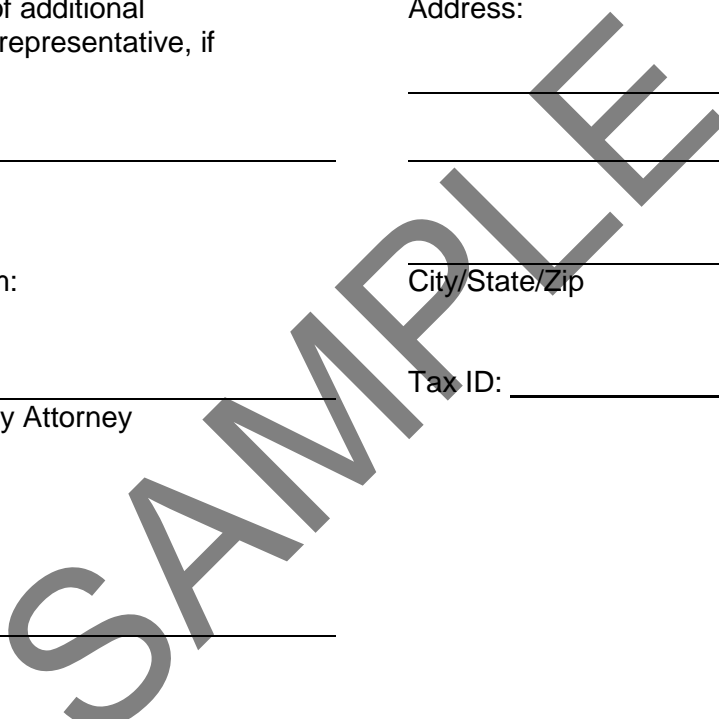 of additional
representative, if
y Attorney
Address:
City/State/Zip
Tax ID:
SAMPLE